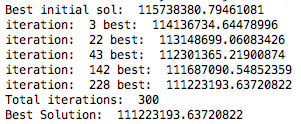 Best initial sol: 115738380.79461081
iteration: 3 best: 114136734.64478996
iteration: 22 best: 113148699.06083426
iteration: 43 best: 112301365.21900874
iteration: 142 best: 111687090.54852359
iteration: 228 best: 111223193.63720822
Total iterations: 300
Best Solution: 111223193.63720822